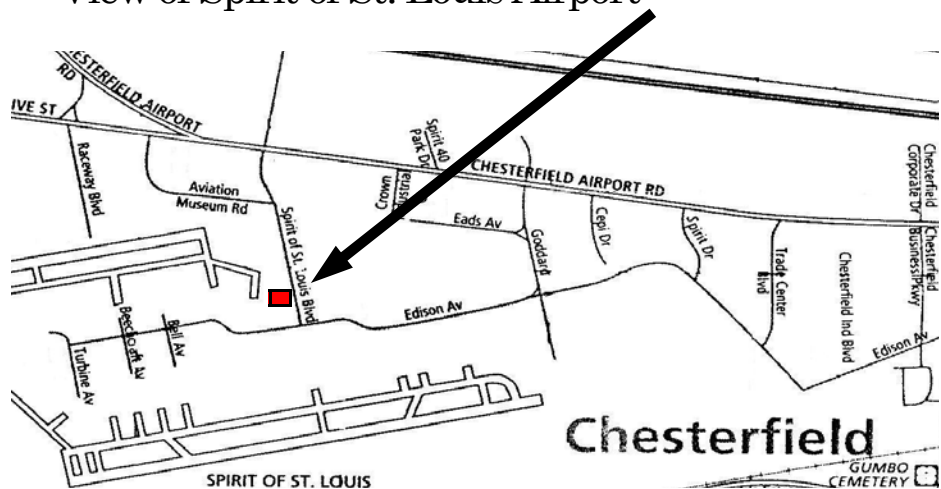 View of Spirit of St. Louis Airport
CHESTERFIELD AIRPORT
RD
IVE ST
Raceway Blvd
Aviation
Museum Rd
Spirit of St. Louis Blvd
Spirit 40
Park Dr
Crown
Industrial
CHESTERFIELD AIRPORT RD
Eads Av
Goddard
Cepi Dr
Spirit Dr
Trade Center
Blvd
Chesterfield Ind Blvd
Chesterfield
Corporate Dr
Chesterfield
Business Pkwy
Edison Av
Edison Av
Beechcraft Av
Bell Av
Turbine Av
Chesterfield
SPIRIT OF ST. LOUIS
GUMBO
CEMETERY